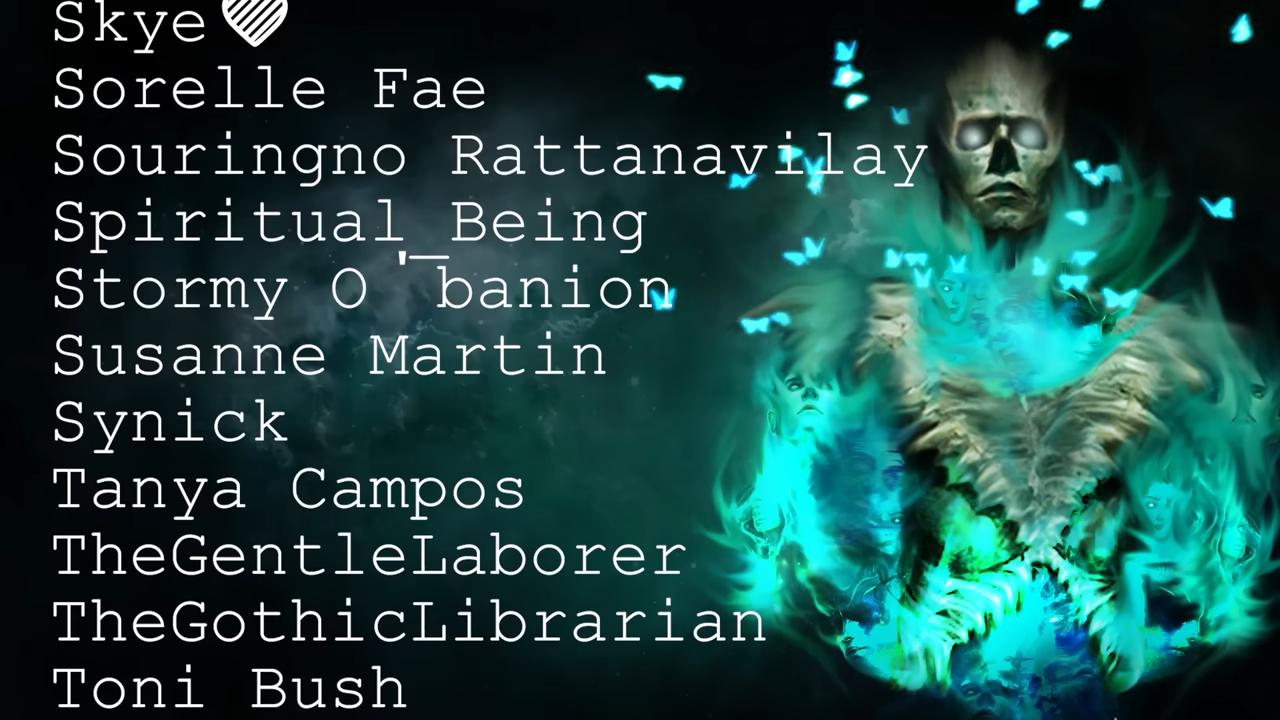 Skye🤍
Sorelle Fae
Souringno Rattanavilay
Spiritual_Being
Stormy O'banion
Susanne Martin
Synick
Tanya Campos
TheGentleLaborer
TheGothicLibrarian
Toni Bush